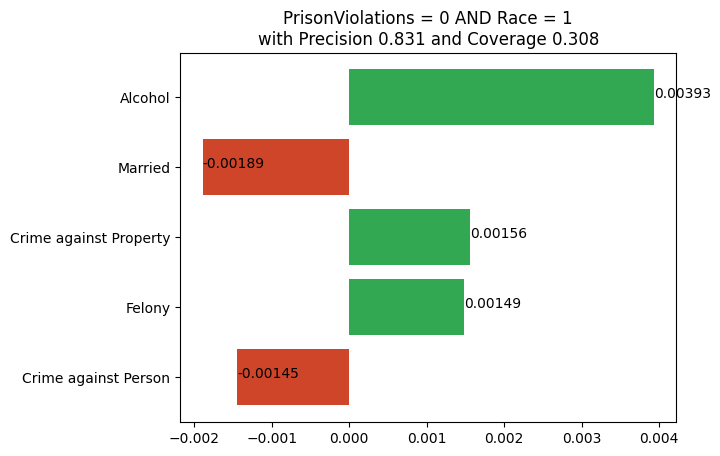 PrisonViolations = 0 AND Race = 1
with Precision 0.831 and Coverage 0.308
Alcohol
0.00393
Married
-0.00189
Crime against Property
0.00156
Felony
0.00149
Crime against Person
-0.00145
−0.002
−0.001
0.000
0.001
0.002
0.003
0.004